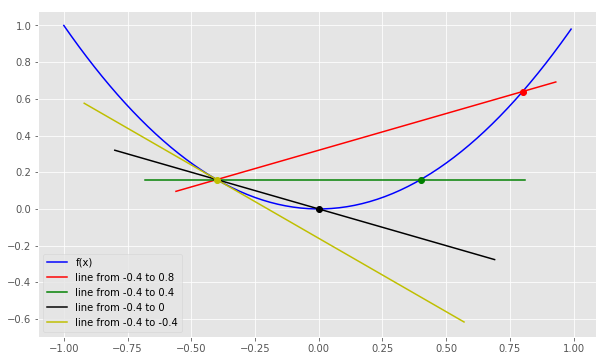 1.0
0.8
0.6
0.4
0.2
0.0
−0.2
−0.4
−0.6
f(x)
line from -0.4 to 0.8
line from -0.4 to 0.4
line from -0.4 to 0
line from -0.4 to -0.4
−1.00 −0.75 −0.50 −0.25 0.00 0.25 0.50 0.75 1.00